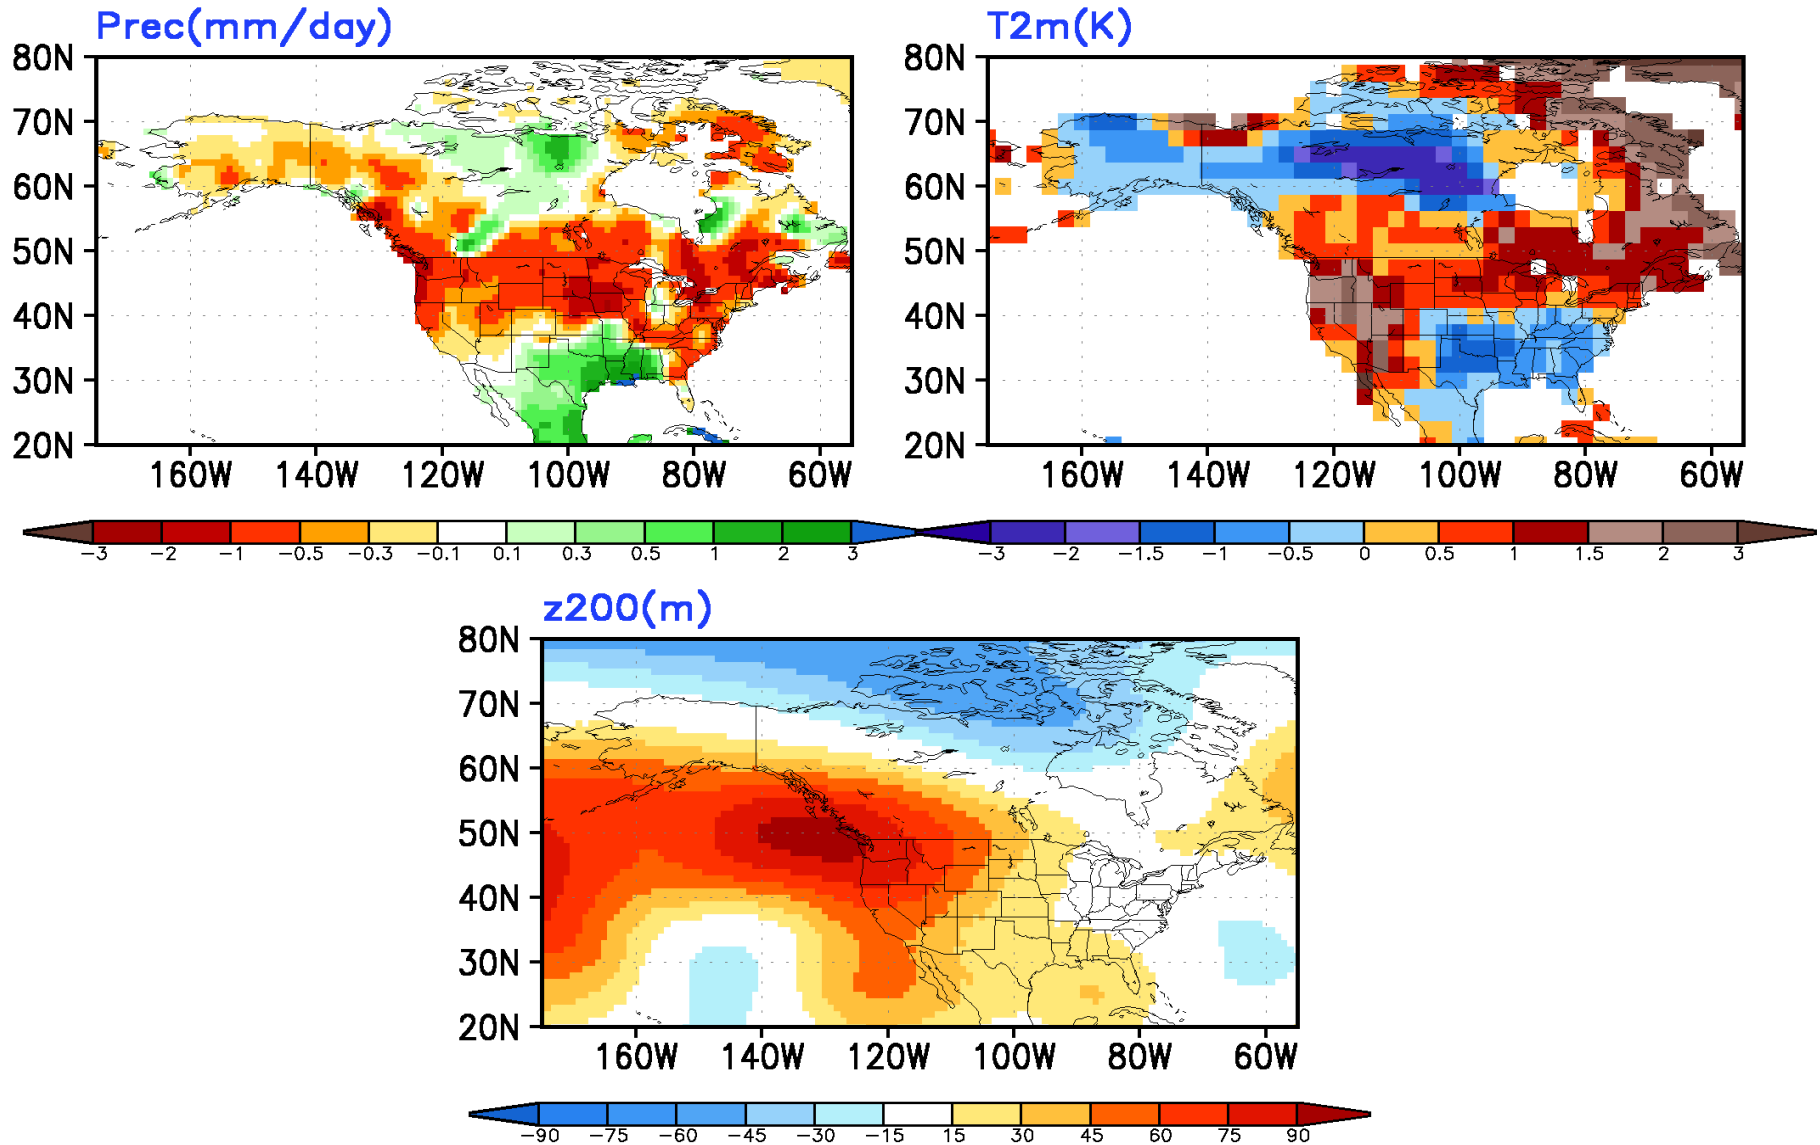 Prec(mm/day)
80N
70N
60N
50N
40N
30N
20N
160W 140W 120W 100W 80W 60W
-3 -2 -1 -0.5 -0.3 -0.1 0.1 0.3 0.5 1 2 3
T2m(K)
80N
70N
60N
50N
40N
30N
20N
160W 140W 120W 100W 80W 60W
-3 -2 -1.5 -1 -0.5 0 0.5 1 1.5 2 3
z200(m)
80N
70N
60N
50N
40N
30N
20N
160W 140W 120W 100W 80W 60W
-90 -75 -60 -45 -30 -15 15 30 45 60 75 90